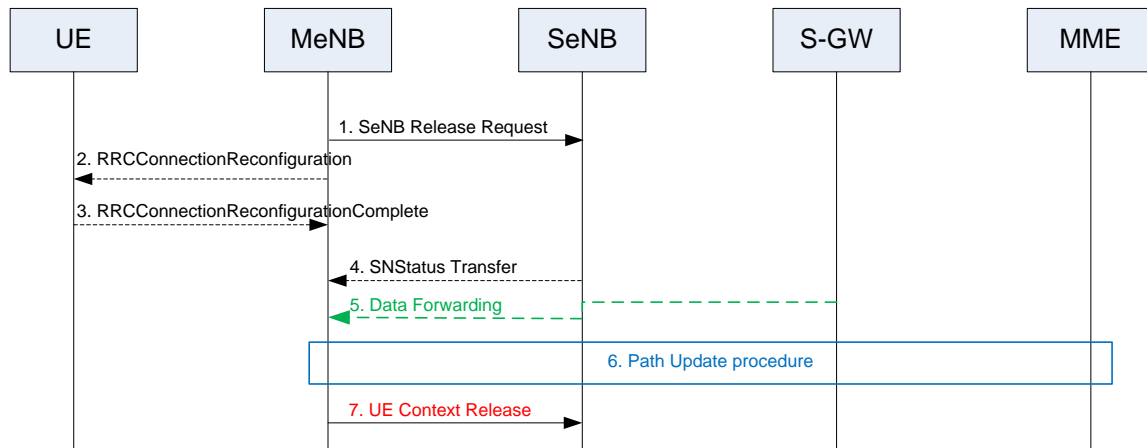 UE
MeNB
SeNB
S-GW
MME
1. SeNB Release Request
2. RRCConnectionReconfiguration
3. RRCConnectionReconfigurationComplete
4. SNStatus Transfer
5. Data Forwarding
6. Path Update procedure
7. UE Context Release